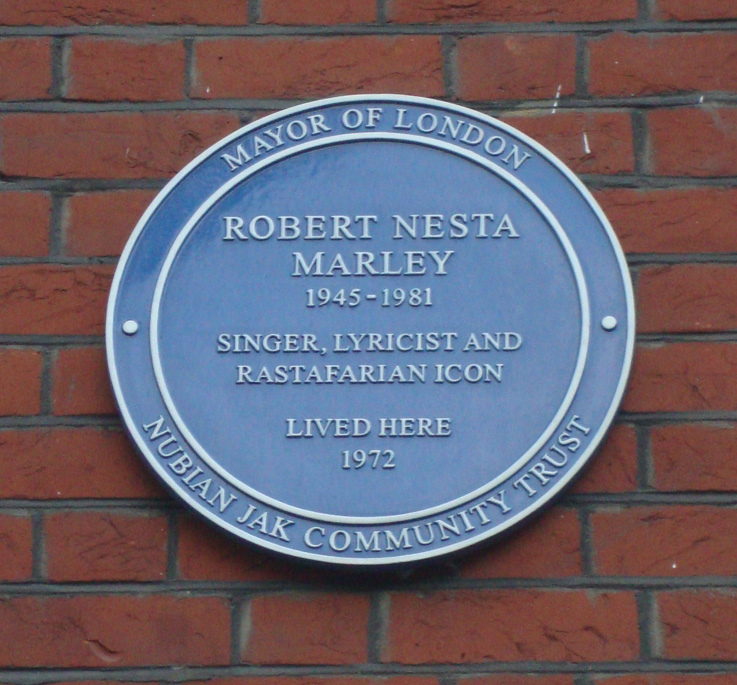 MAYOR OF LONDON
ROBERT NESTA
MARLEY
1945-1981
SINGER, LYRICIST AND
RASTAFARIAN ICON
LIVED HERE
1972
NUBIAN JAK COMMUNITY TRUST